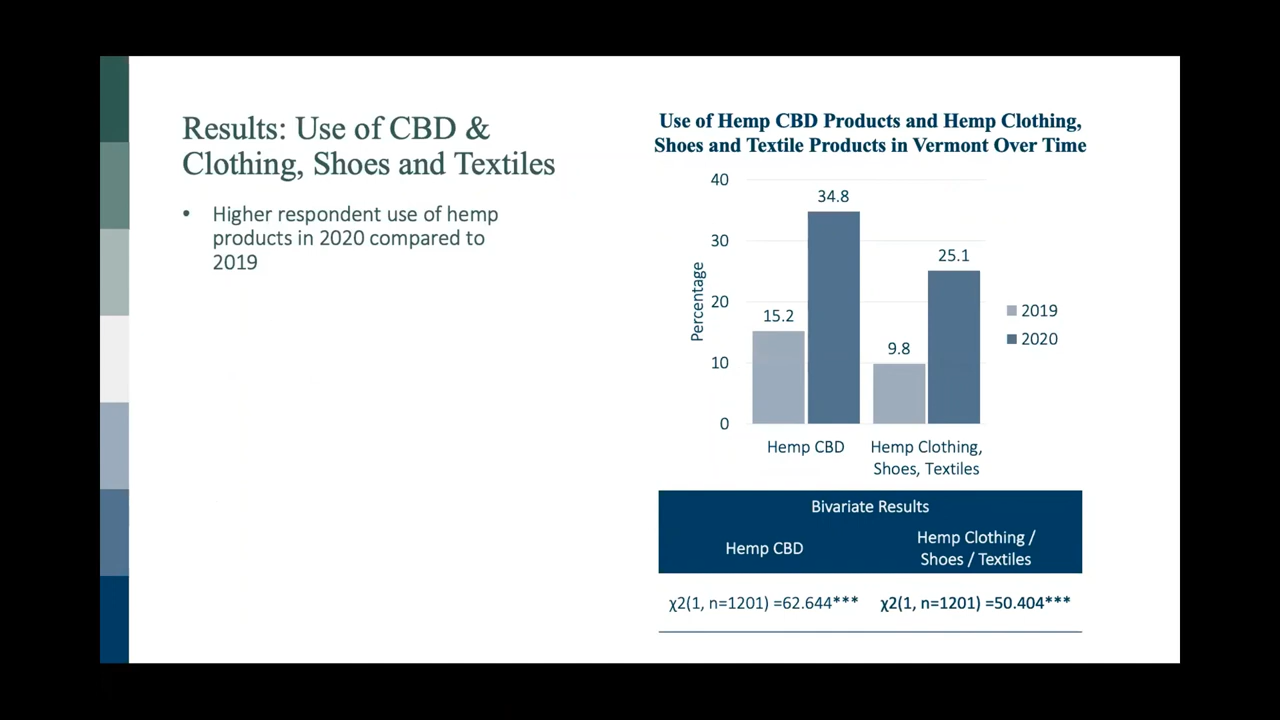 Results: Use of CBD &
Clothing, Shoes and Textiles
• Higher respondent use of hemp
products in 2020 compared to
2019
Use of Hemp CBD Products and Hemp Clothing,
Shoes and Textile Products in Vermont Over Time
Percentage
40
30
20
10
0
15.2
34.8
9.8
25.1
Hemp CBD
Hemp Clothing,
Shoes, Textiles
2019
2020
Bivariate Results
Hemp CBD
Hemp Clothing /
Shoes / Textiles
χ2(1, n=1201) =62.644***
χ2(1, n=1201) =50.404***